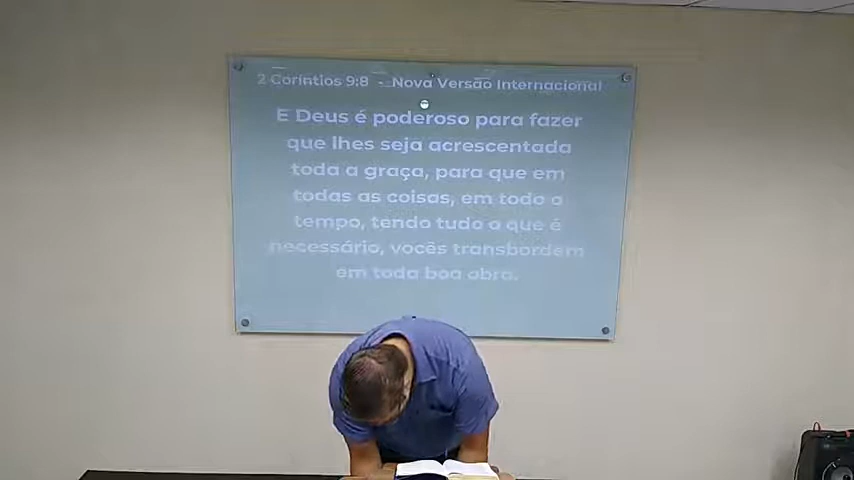 2 Coríntios 9:8 - Nova Versão Internacional
E Deus é poderoso para fazer
que lhes seja acrescentada
toda a graça, para que em
todas as coisas, em todo o
tempo, tendo tudo o que é
necessário, vocês transbordem
em toda boa obra.